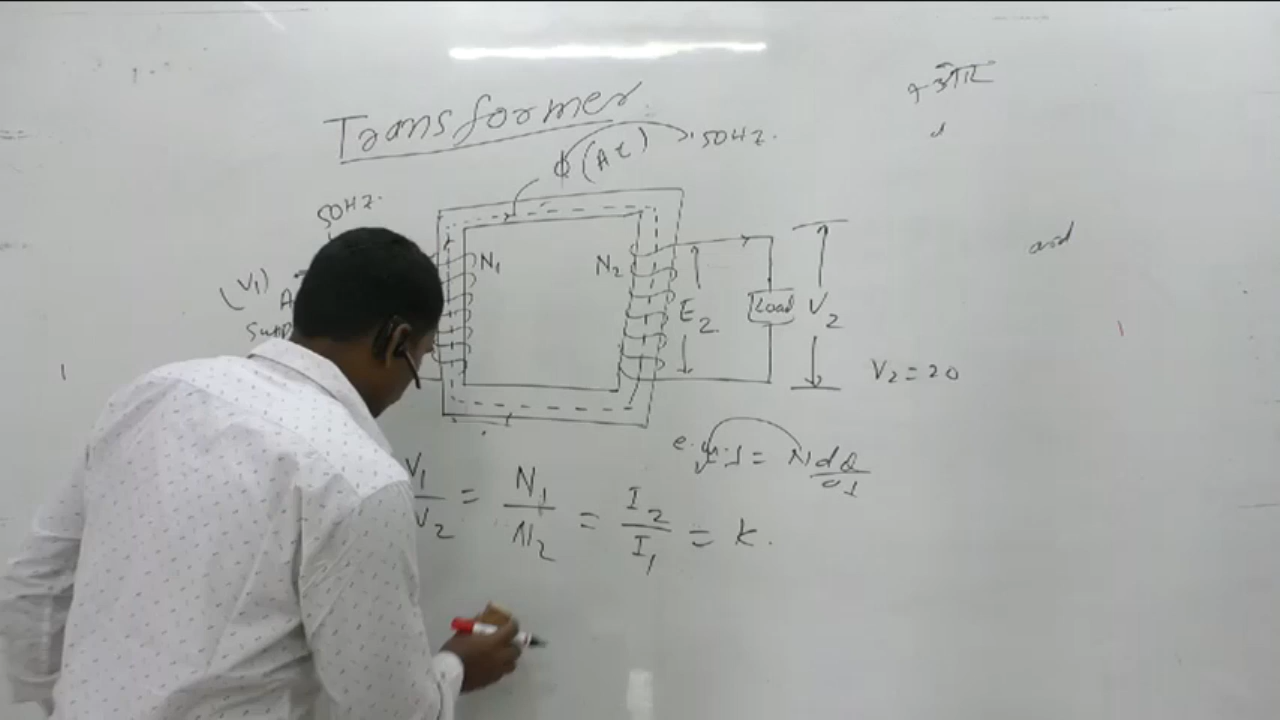 Transformer
ϕ (At) 50HZ.
50HZ.
(V1) A
Supp
N1
N2
E2
Load
V2
V2 = 20
e.m.f = N dϕ/dt
V1/V2 = N1/N2 = I2/I1 = K.